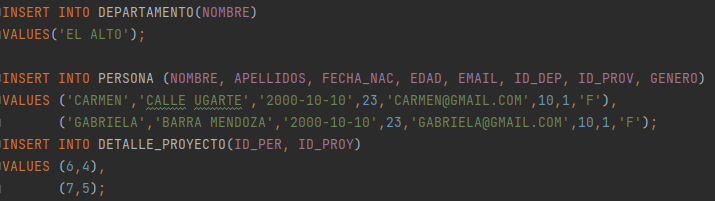 INSERT INTO DEPARTAMENTO(NOMBRE)
VALUES('EL ALTO');
INSERT INTO PERSONA (NOMBRE, APELLIDOS, FECHA_NAC, EDAD, EMAIL, ID_DEP, ID_PROV, GENERO)
VALUES ('CARMEN','CALLE UGARTE','2000-10-10',23,'CARMEN@GMAIL.COM',10,1,'F'),
('GABRIELA','BARRA MENDOZA','2000-10-10',23,'GABRIELA@GMAIL.COM',10,1,'F');
INSERT INTO DETALLE_PROYECTO(ID_PER, ID_PROY)
VALUES (6,4),
(7,5);